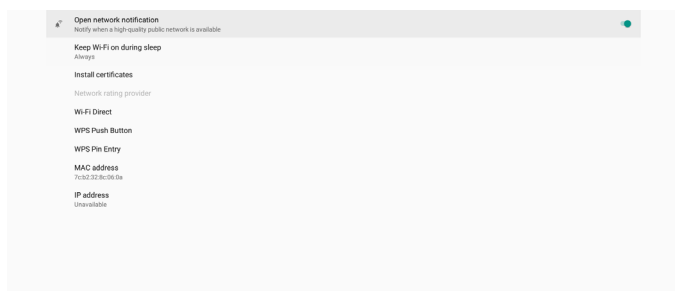 Open network notification
Notify when a high-quality public network is available
Keep Wi-Fi on during sleep
Always
Install certificates
Network rating provider
Wi-Fi Direct
WPS Push Button
WPS Pin Entry
MAC address
7c:b2:32:8c:06:0a
IP address
Unavailable